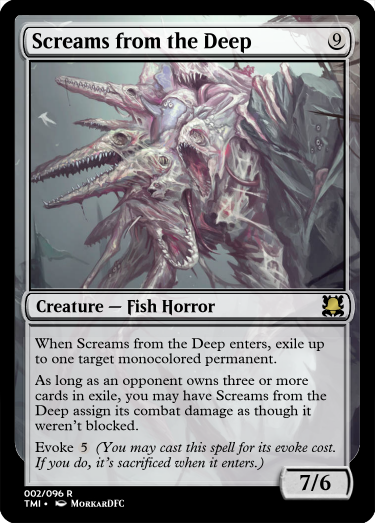 Screams from the Deep 9
Creature — Fish Horror
When Screams from the Deep enters, exile up
to one target monocolored permanent.
As long as an opponent owns three or more
cards in exile, you may have Screams from the
Deep assign its combat damage as though it
weren't blocked.
Evoke 5 (You may cast this spell for its evoke cost.
If you do, it's sacrificed when it enters.)
7/6
002/096 R
TMI • MorkarDFC